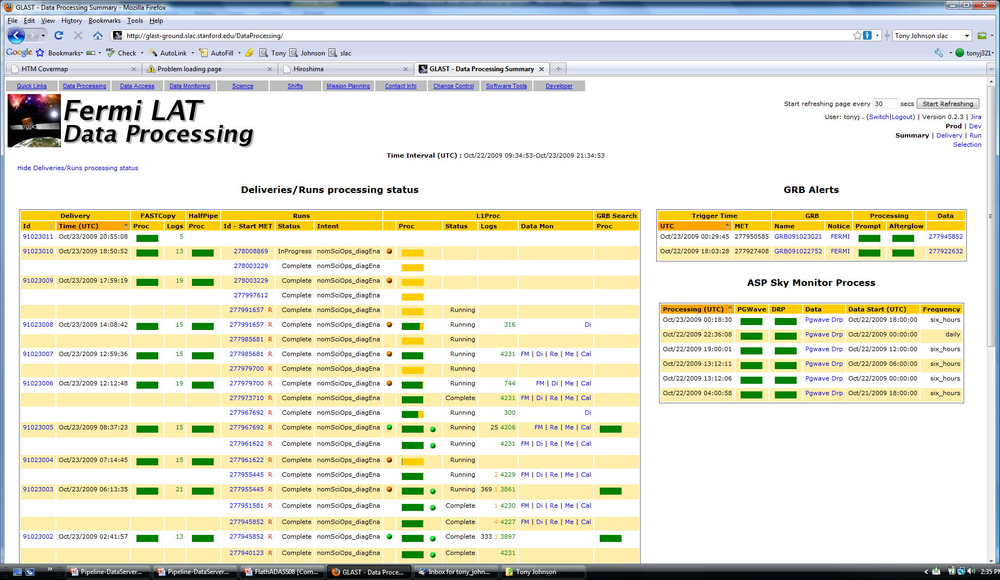 GLAST - Data Processing Summary - Mozilla Firefox
File Edit View History Bookmarks Tools Help
http://glast-ground.slac.stanford.edu/DataProcessing/ Tony Johnson slac
Google Bookmarks ABC Check AutoLink AutoFill Tony Johnson slac tonyj321
HTM Covermap Problem loading page Hiroshima GLAST - Data Processing Summary
Quick Links Data Processing Data Access Data Monitoring Science Shifts Mission Planning Contact Info Change Control Software Tools Developer
Fermi LAT
Data Processing
Start refreshing page every 30 secs Start Refreshing
User: tonyj . (Switch|Logout) | Version 0.2.3 | Jira
Prod | Dev
Summary | Delivery | Run
Selection
Time Interval (UTC) : Oct/22/2009 09:34:53-Oct/23/2009 21:34:53
Hide Deliveries/Runs processing status
Deliveries/Runs processing status
Delivery FASTCopy HalfPipe Runs L1Proc GRB Search
Id Time (UTC) Proc Logs Proc Id - Start MET Status Intent Proc Status Logs Data Mon Proc
91023011 Oct/23/2009 20:55:08 5
91023010 Oct/23/2009 18:50:52 13 278008869 InProgress nomSciOps_diagEna
278003229 Complete nomSciOps_diagEna
91023009 Oct/23/2009 17:59:19 19 278003229 Complete nomSciOps_diagEna
277997612 Complete nomSciOps_diagEna
277991657 R Complete nomSciOps_diagEna Running
91023008 Oct/23/2009 14:08:42 15 277991657 R Complete nomSciOps_diagEna Running 316 Di
277985681 R Complete nomSciOps_diagEna Running
91023007 Oct/23/2009 12:59:36 15 277985681 R Complete nomSciOps_diagEna Running 4231 FM | Di | Re | Me | Cal
277979700 R Complete nomSciOps_diagEna Running
91023006 Oct/23/2009 12:12:48 19 277979700 R Complete nomSciOps_diagEna Running 744 FM | Di | Me | Cal
277973710 R Complete nomSciOps_diagEna Complete 4231 FM | Di | Re | Me | Cal
277967692 R Complete nomSciOps_diagEna Running 300 Di
91023005 Oct/23/2009 08:37:23 15 277967692 R Complete nomSciOps_diagEna Running 25 4206 FM | Re | Me | Cal
277961622 R Complete nomSciOps_diagEna Running 4231 FM | Di | Re | Me | Cal
91023004 Oct/23/2009 07:14:45 15 277961622 R Complete nomSciOps_diagEna Running
277955445 R Complete nomSciOps_diagEna Running 2 4229 FM | Di | Re | Me | Cal
91023003 Oct/23/2009 06:13:35 21 277955445 R Complete nomSciOps_diagEna Running 369 1 3861
277951581 R Complete nomSciOps_diagEna Complete 1 4230 FM | Di | Re | Me | Cal
277945852 R Complete nomSciOps_diagEna Complete 4 4227 FM | Di | Re | Me | Cal
91023002 Oct/23/2009 02:41:57 13 277945852 R Complete nomSciOps_diagEna Complete 333 1 3897
277940123 R Complete nomSciOps_diagEna Complete 4231
GRB Alerts
Trigger Time GRB Processing Data
UTC MET Name Notice Prompt Afterglow
Oct/23/2009 00:29:45 277950585 GRB091023021 FERMI 277945852
Oct/22/2009 18:03:28 277927408 GRB091022752 FERMI 277922632
ASP Sky Monitor Process
Processing (UTC) PGWave DRP Data Data Start (UTC) Frequency
Oct/23/2009 00:18:30 Pgwave Drp Oct/22/2009 18:00:00 six_hours
Oct/22/2009 22:36:08 Pgwave Drp Oct/22/2009 00:00:00 daily
Oct/22/2009 19:00:01 Pgwave Drp Oct/22/2009 12:00:00 six_hours
Oct/22/2009 13:12:11 Pgwave Drp Oct/22/2009 06:00:00 six_hours
Oct/22/2009 13:12:06 Pgwave Drp Oct/22/2009 00:00:00 six_hours
Oct/22/2009 04:00:58 Pgwave Drp Oct/21/2009 18:00:00 six_hours
Pipeline-DataServer... Pipeline-DataServer... FlathADASS08 [Com... GLAST - Data Proce... Inbox for tony_john... Tony Johnson 2:35 PM